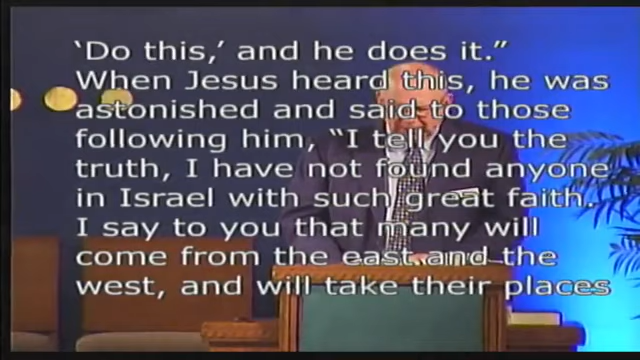 ‘Do this,’ and he does it.”
When Jesus heard this, he was
astonished and said to those
following him, “I tell you the
truth, I have not found anyone
in Israel with such great faith.
I say to you that many will
come from the east and the
west, and will take their places